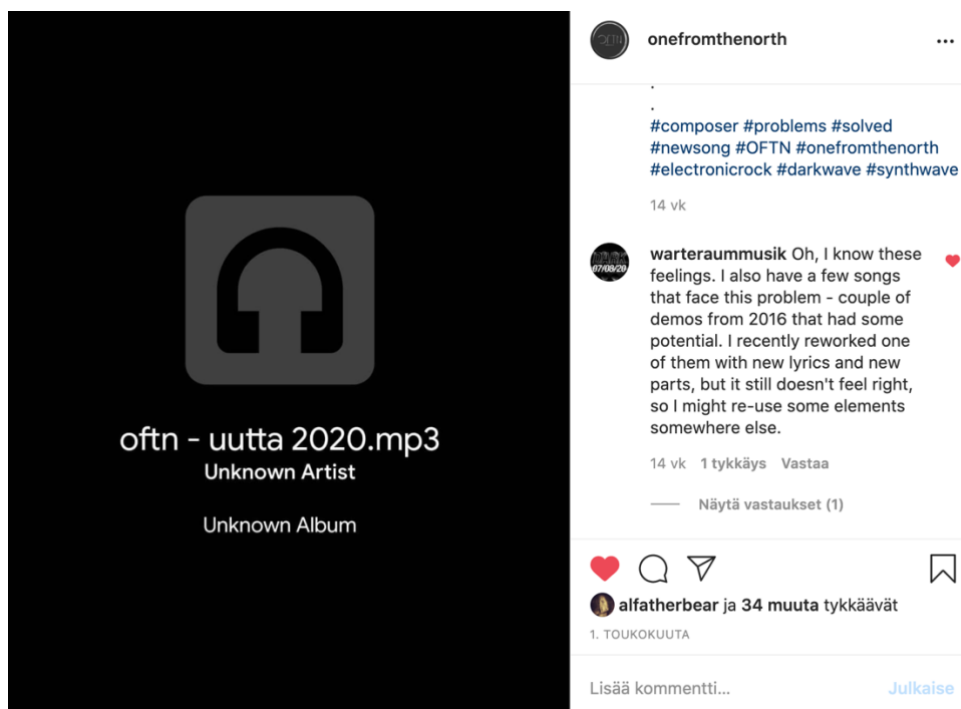 oftn - uutta 2020.mp3
Unknown Artist
Unknown Album
onefromthenorth
.
.
#composer #problems #solved
#newsong #OFTN #onefromthenorth
#electronicrock #darkwave #synthwave
14 vk
07/08/20
warteraummusik Oh, I know these
feelings. I also have a few songs
that face this problem - couple of
demos from 2016 that had some
potential. I recently reworked one
of them with new lyrics and new
parts, but it still doesn't feel right,
so I might re-use some elements
somewhere else.
14 vk 1 tykkäys Vastaa
Näytä vastaukset (1)
alfatherbear ja 34 muuta tykkäävät
1. TOUKOKUUTA
Lisää kommentti... Julkaise